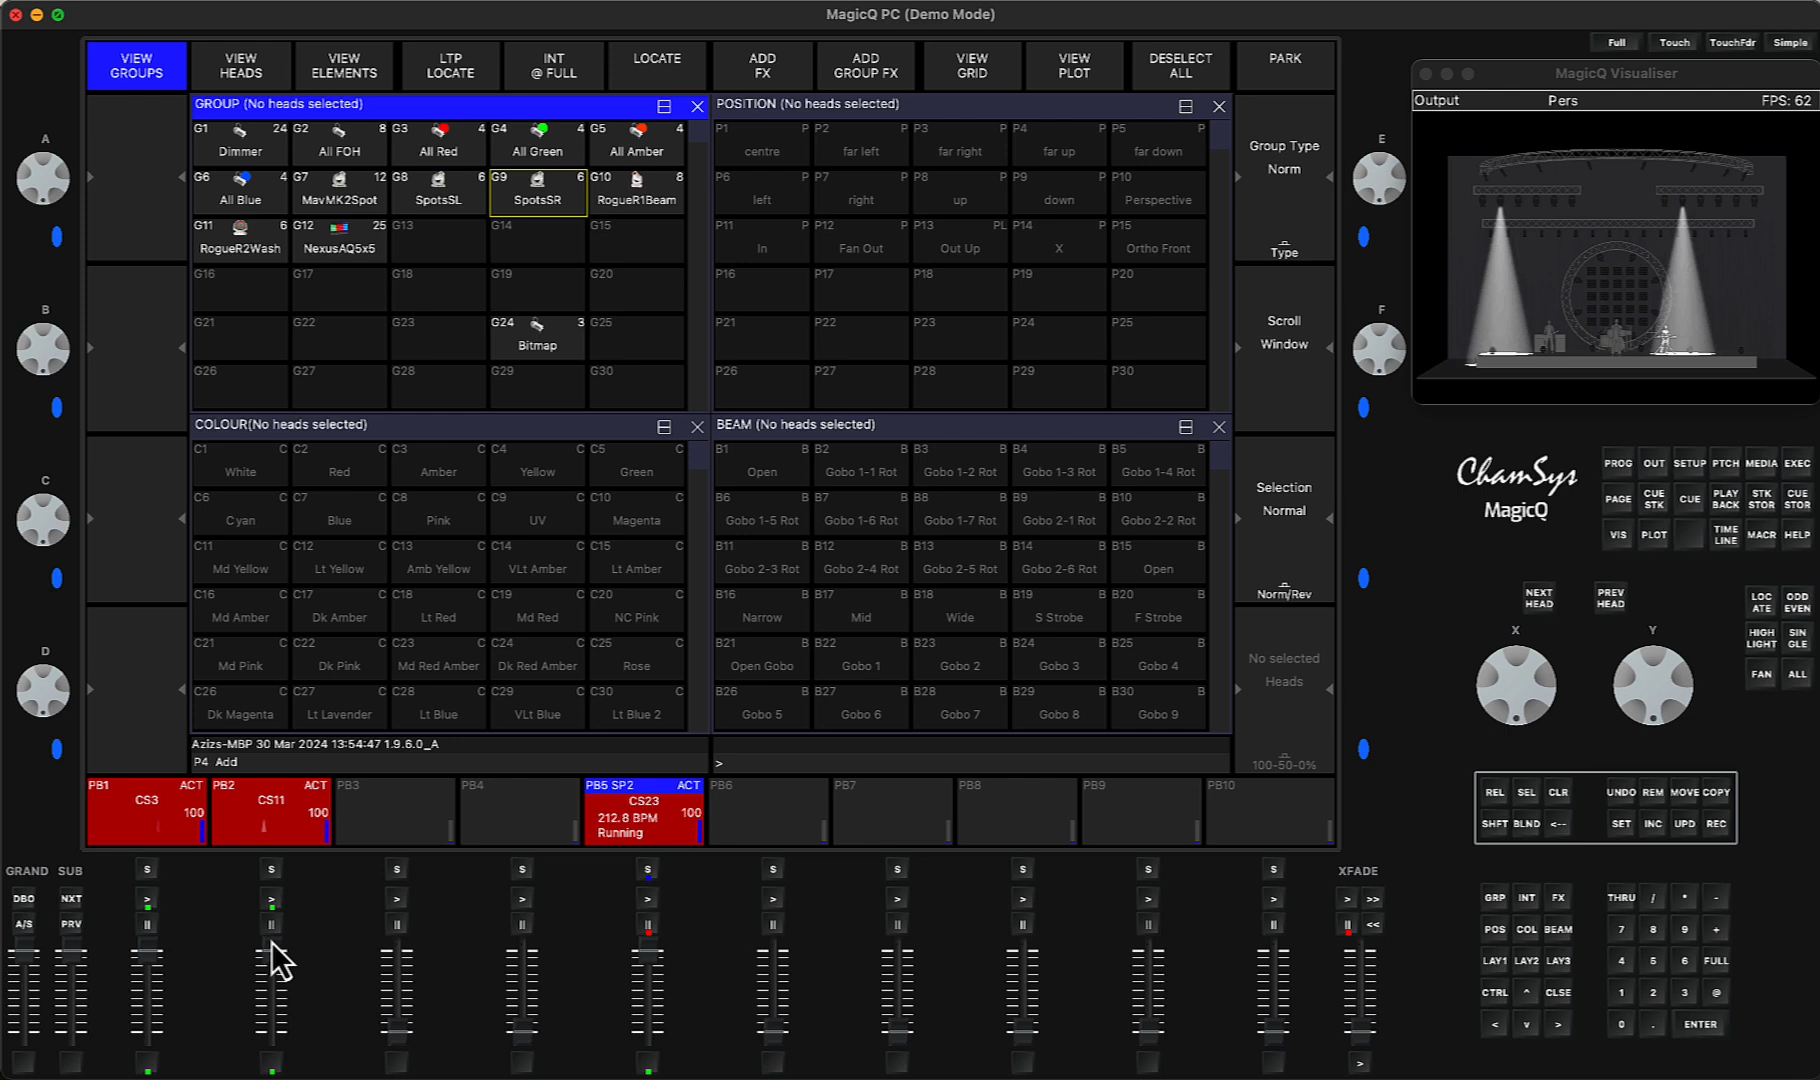 MagicQ PC (Demo Mode)
Full Touch TouchFdr Simple
VIEW GROUPS
VIEW HEADS
VIEW ELEMENTS
LTP LOCATE
INT @ FULL
LOCATE
ADD FX
ADD GROUP FX
VIEW GRID
VIEW PLOT
DESELECT ALL
PARK
MagicQ Visualiser
Output Pers FPS: 62
GROUP (No heads selected)
G1 24 G2 8 G3 4 G4 4 G5 4
Dimmer All FOH All Red All Green All Amber
G6 4 G7 12 G8 6 G9 6 G10 8
All Blue MavMK2Spot SpotsSL SpotsSR RogueR1Beam
G11 6 G12 25 G13 G14 G15
RogueR2Wash NexusAQ5x5
G16 G17 G18 G19 G20
G21 G22 G23 G24 3 G25
Bitmap
G26 G27 G28 G29 G30
POSITION (No heads selected)
P1 P P2 P P3 P P4 P P5 P
centre far left far right far up far down
P6 P P7 P P8 P P9 P P10 P
left right up down Perspective
P11 P P12 P P13 PL P14 P P15 P
In Fan Out Out Up X Ortho Front
P16 P17 P18 P19 P20
P21 P22 P23 P24 P25
P26 P27 P28 P29 P30
COLOUR(No heads selected)
C1 C C2 C C3 C C4 C C5 C
White Red Amber Yellow Green
C6 C C7 C C8 C C9 C C10 C
Cyan Blue Pink UV Magenta
C11 C C12 C C13 C C14 C C15 C
Md Yellow Lt Yellow Amb Yellow VLt Amber Lt Amber
C16 C C17 C C18 C C19 C C20 C
Md Amber Dk Amber Lt Red Md Red NC Pink
C21 C C22 C C23 C C24 C C25 C
Md Pink Dk Pink Md Red Amber Dk Red Amber Rose
C26 C C27 C C28 C C29 C C30 C
Dk Magenta Lt Lavender Lt Blue VLt Blue Lt Blue 2
BEAM (No heads selected)
B1 B B2 B B3 B B4 B B5 B
Open Gobo 1-1 Rot Gobo 1-2 Rot Gobo 1-3 Rot Gobo 1-4 Rot
B6 B B7 B B8 B B9 B B10 B
Gobo 1-5 Rot Gobo 1-6 Rot Gobo 1-7 Rot Gobo 2-1 Rot Gobo 2-2 Rot
B11 B B12 B B13 B B14 B B15 B
Gobo 2-3 Rot Gobo 2-4 Rot Gobo 2-5 Rot Gobo 2-6 Rot Open
B16 B B17 B B18 B B19 B B20 B
Narrow Mid Wide S Strobe F Strobe
B21 B B22 B B23 B B24 B B25 B
Open Gobo Gobo 1 Gobo 2 Gobo 3 Gobo 4
B26 B B27 B B28 B B29 B B30 B
Gobo 5 Gobo 6 Gobo 7 Gobo 8 Gobo 9
A
B
C
D
Group Type
Norm
Type
Scroll
Window
Selection
Normal
Norm/Rev
No selected
Heads
100-50-0%
E
F
Azizs-MBP 30 Mar 2024 13:54:47 1.9.6.0_A
P4 Add
>
PB1 ACT
CS3
100
PB2 ACT
CS11
100
PB3
PB4
PB5 SP2 ACT
CS23
212.8 BPM 100
Running
PB6
PB7
PB8
PB9
PB10
ChamSys
MagicQ
PROG OUT SETUP PTCH MEDIA EXEC
PAGE CUE STK CUE PLAY BACK STK STOR CUE STOR
VIS PLOT TIME LINE MACR HELP
NEXT HEAD
PREV HEAD
LOC ATE ODD EVEN
X
Y
HIGH LIGHT SIN GLE
FAN ALL
REL SEL CLR UNDO REM MOVE COPY
SHFT BLND <-- SET INC UPD REC
GRAND SUB
S S S S S S S S S S
XFADE
DBO NXT > > > > > > > > > > > >>
A/S PRV II II II II II II II II II II II <<
>
GRP INT FX THRU / * -
POS COL BEAM 7 8 9 +
LAY1 LAY2 LAY3 4 5 6 FULL
CTRL ^ CLSE 1 2 3 @
< v > 0 . ENTER